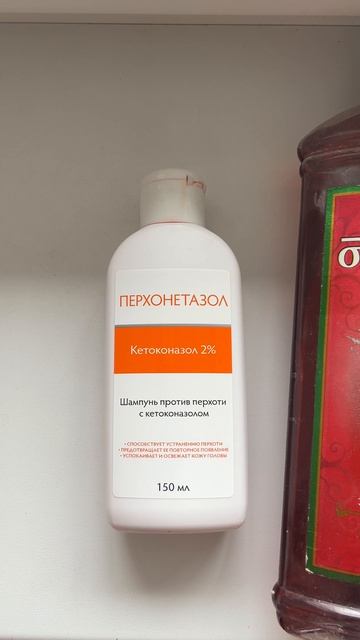 ПЕРХОНЕТАЗОЛ
Кетоконазол 2%
Шампунь против перхоти
с кетоконазолом
• СПОСОБСТВУЕТ УСТРАНЕНИЮ ПЕРХОТИ
• ПРЕДОТВРАЩАЕТ ЕЕ ПОВТОРНОЕ ПОЯВЛЕНИЕ
• УСПОКАИВАЕТ И ОСВЕЖАЕТ КОЖУ ГОЛОВЫ
150 мл